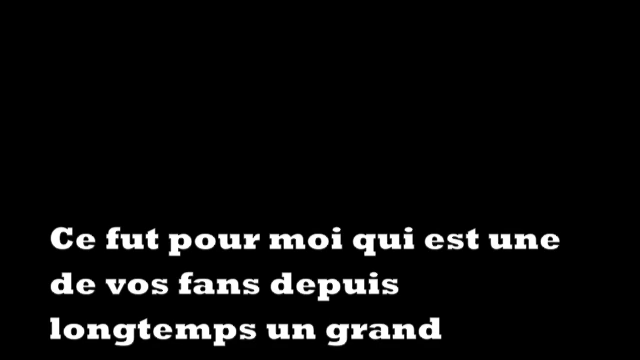 Ce fut pour moi qui est une
de vos fans depuis
longtemps un grand